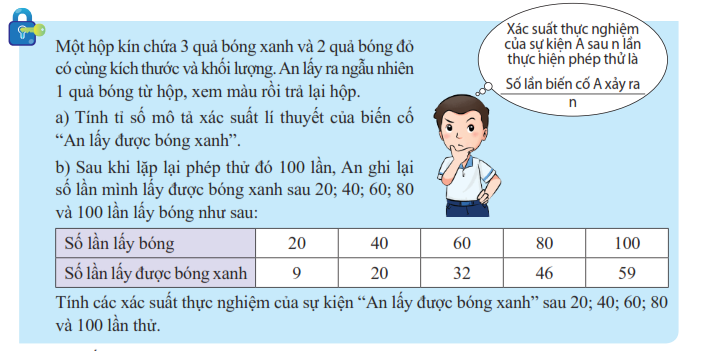 Một hộp kín chứa 3 quả bóng xanh và 2 quả bóng đỏ
có cùng kích thước và khối lượng. An lấy ra ngẫu nhiên
1 quả bóng từ hộp, xem màu rồi trả lại hộp.
a) Tính tỉ số mô tả xác suất lí thuyết của biến cố
“An lấy được bóng xanh”.
b) Sau khi lặp lại phép thử đó 100 lần, An ghi lại
số lần mình lấy được bóng xanh sau 20; 40; 60; 80
và 100 lần lấy bóng như sau:
Xác suất thực nghiệm
của sự kiện A sau n lần
thực hiện phép thử là
Số lần biến cố A xảy ra
n
Số lần lấy bóng 20 40 60 80 100
Số lần lấy được bóng xanh 9 20 32 46 59
Tính các xác suất thực nghiệm của sự kiện “An lấy được bóng xanh” sau 20; 40; 60; 80
và 100 lần thử.